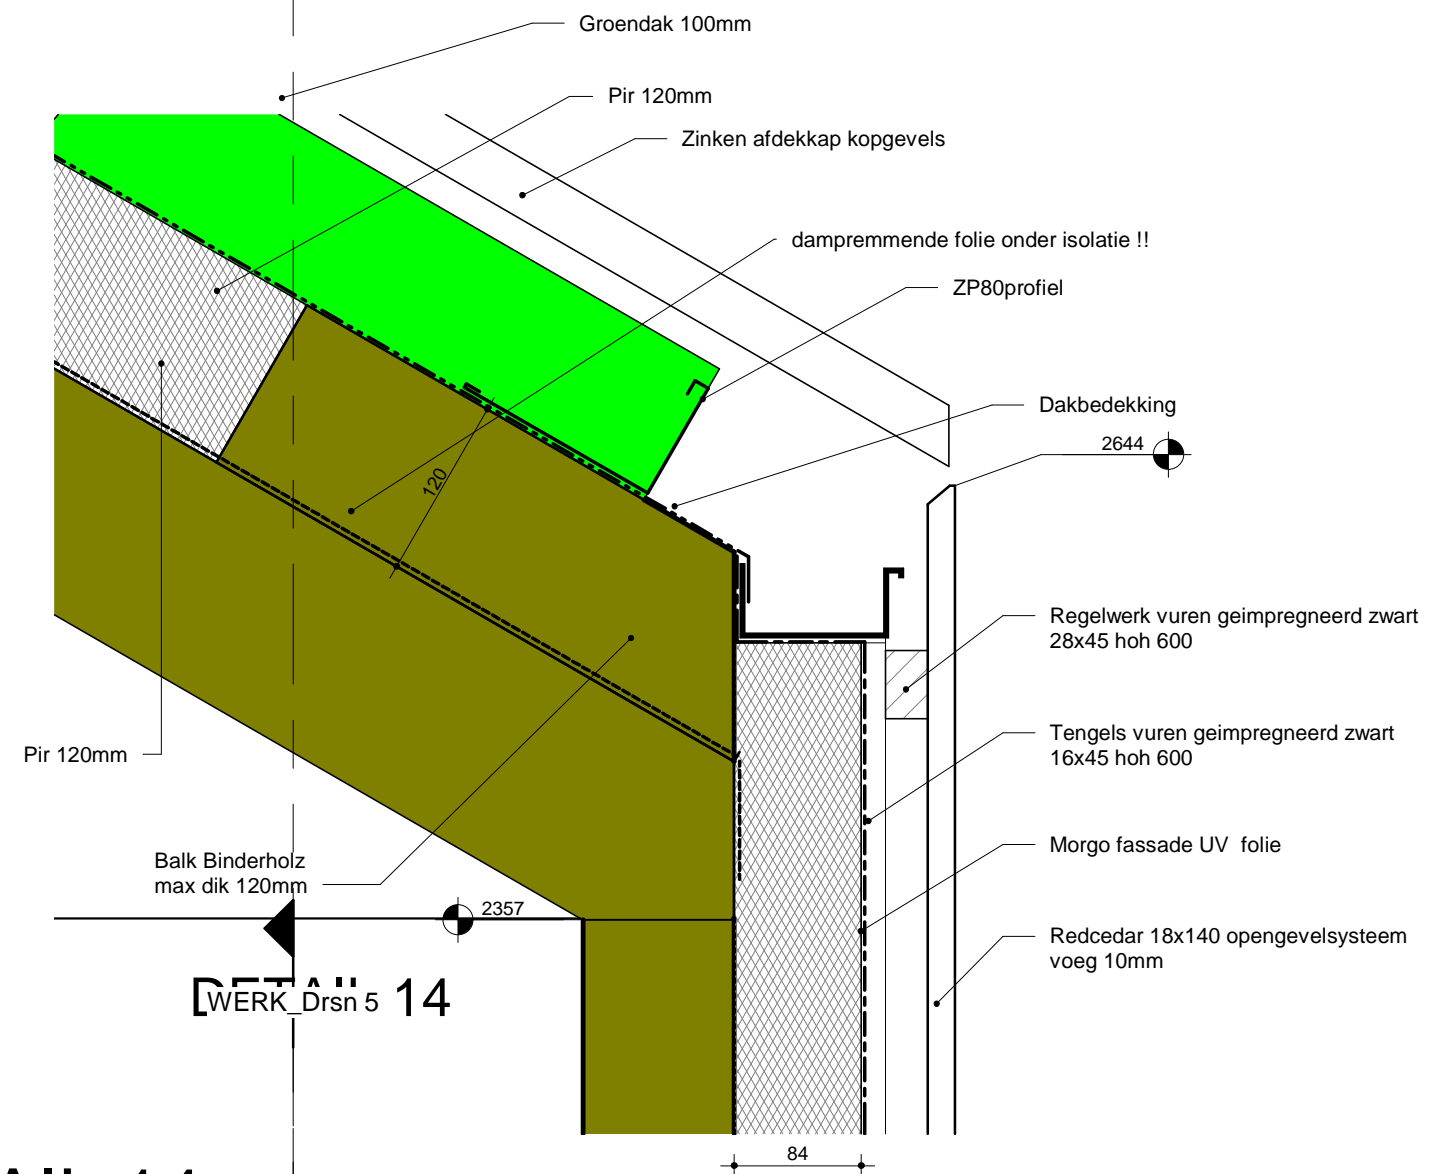 Groendak 100mm
Pir 120mm
Zinken afdekkap kopgevels
dampremmende folie onder isolatie !!
ZP80profiel
Dakbedekking
2644
120
Regelwerk vuren geimpregneerd zwart
28x45 hoh 600
Tengels vuren geimpregneerd zwart
16x45 hoh 600
Pir 120mm
Morgo fassade UV folie
Balk Binderholz
max dik 120mm
2357
Redcedar 18x140 opengevelsysteem
voeg 10mm
DETAIL 14
WERK_Drsn 5
84